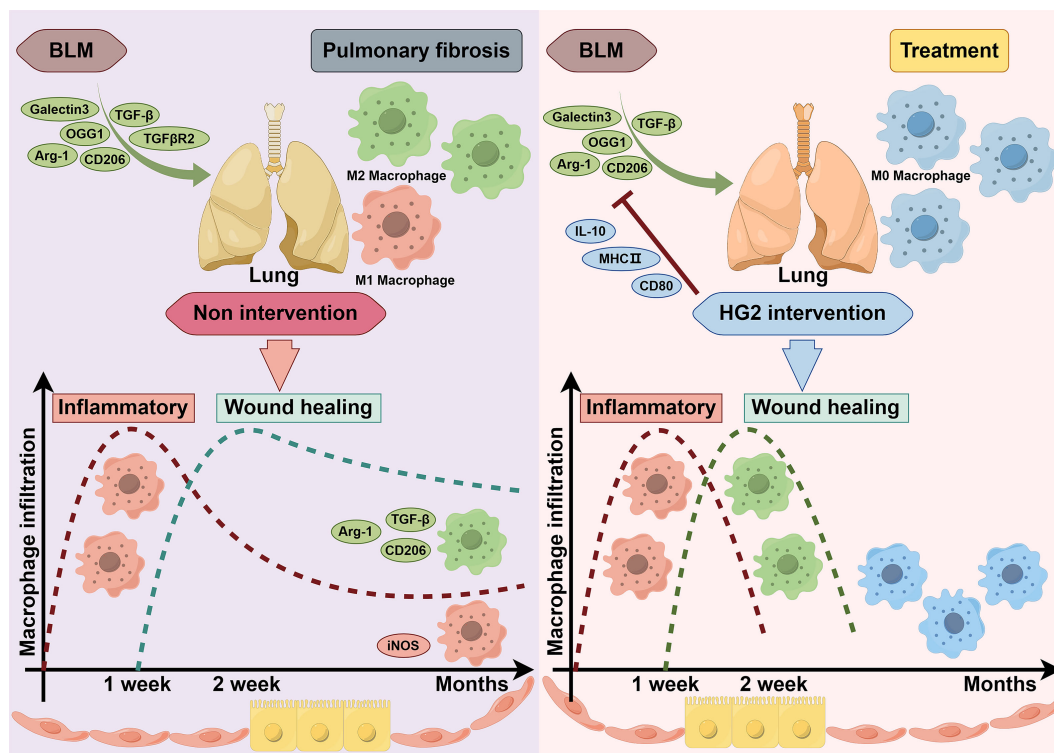 BLM
Pulmonary fibrosis
Galectin3
TGF-β
OGG1
TGFβR2
Arg-1
CD206
M2 Macrophage
M1 Macrophage
Lung
Non intervention
Inflammatory
Wound healing
Macrophage infiltration
Arg-1
TGF-β
CD206
iNOS
1 week
2 week
Months
BLM
Treatment
Galectin3
TGF-β
OGG1
Arg-1
CD206
M0 Macrophage
IL-10
MHCⅡ
CD80
Lung
HG2 intervention
Inflammatory
Wound healing
Macrophage infiltration
1 week
2 week
Months